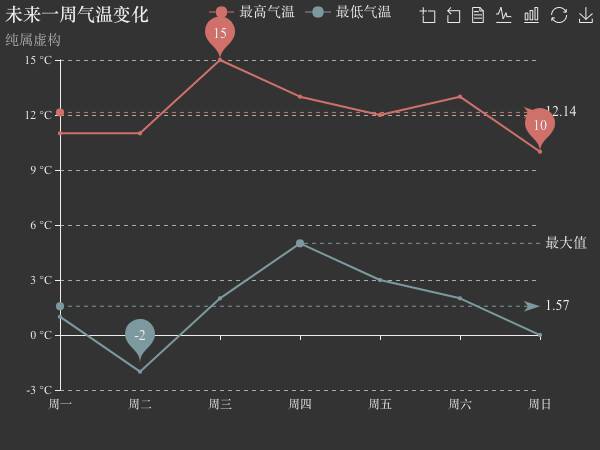 未来一周气温变化
最高气温 最低气温
纯属虚构
15
15 °C
12.14
12 °C
10
9 °C
6 °C
最大值
3 °C
1.57
0 °C
-2
-3 °C
周一 周二 周三 周四 周五 周六 周日